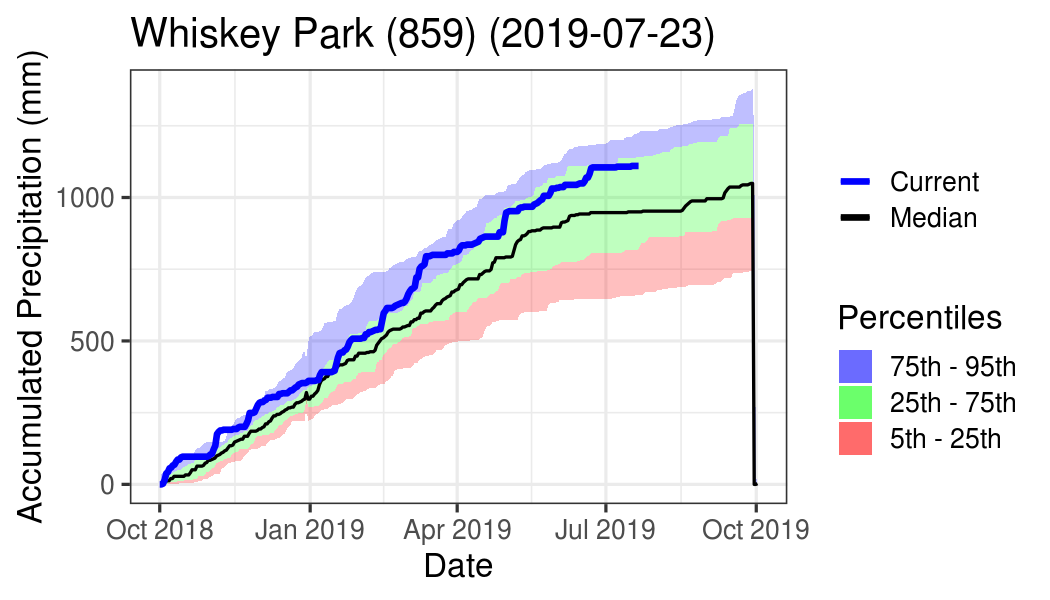 Whiskey Park (859) (2019-07-23)
Accumulated Precipitation (mm)
1000
500
0
Oct 2018
Jan 2019
Apr 2019
Jul 2019
Oct 2019
Date
Current
Median
Percentiles
75th - 95th
25th - 75th
5th - 25th